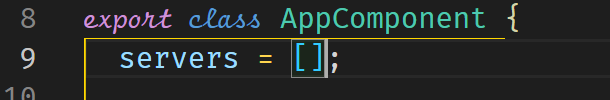 8 export class AppComponent {
9 servers = [];
10